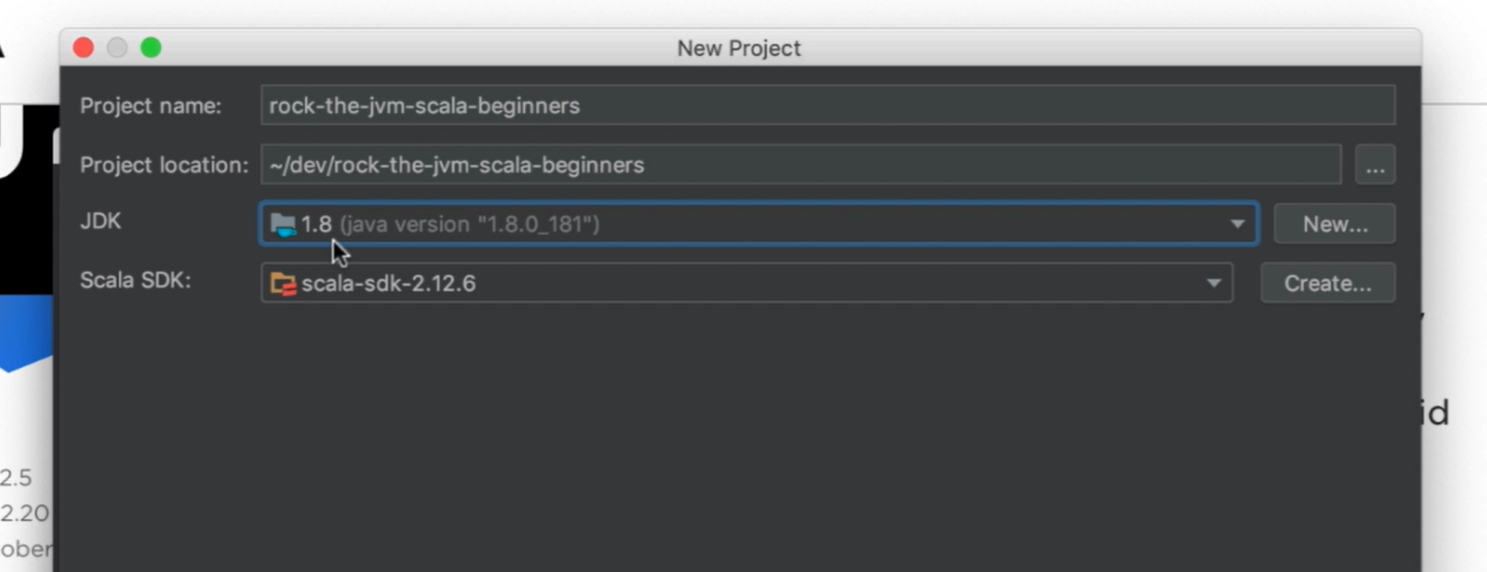 New Project
Project name: rock-the-jvm-scala-beginners
Project location: ~/dev/rock-the-jvm-scala-beginners ...
JDK 1.8 (java version "1.8.0_181") New...
Scala SDK: scala-sdk-2.12.6 Create...
id
2.5
2.20
ober